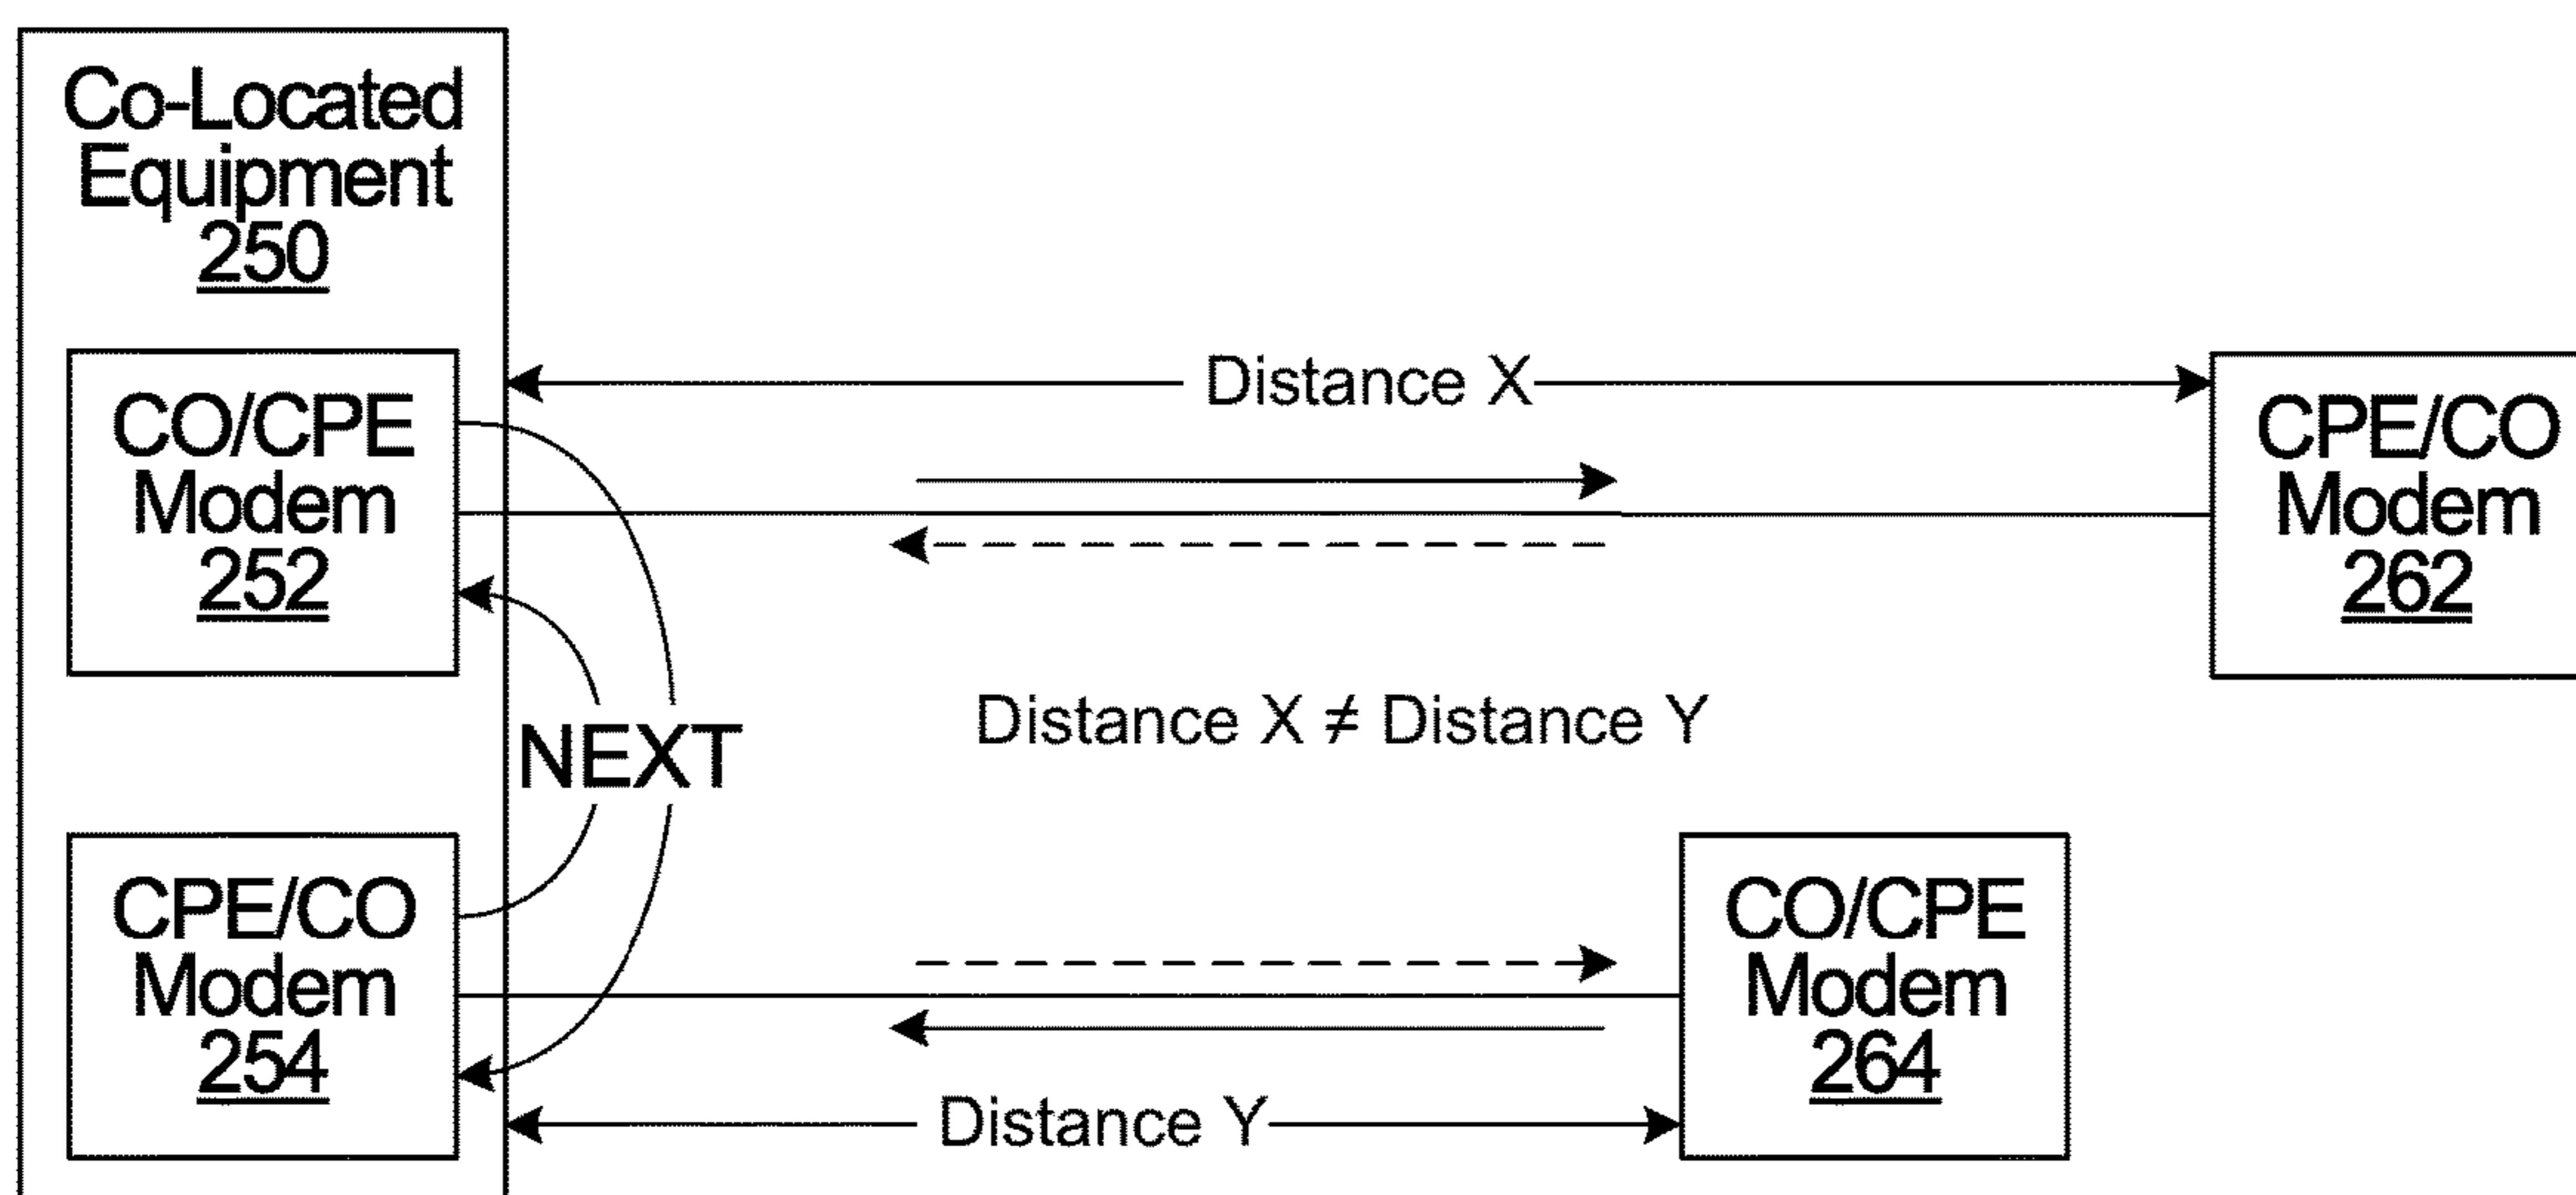 Co-Located
Equipment
250
CO/CPE
Modem
252
Distance X
CPE/CO
Modem
262
NEXT
Distance X ≠ Distance Y
CPE/CO
Modem
254
CO/CPE
Modem
264
Distance Y